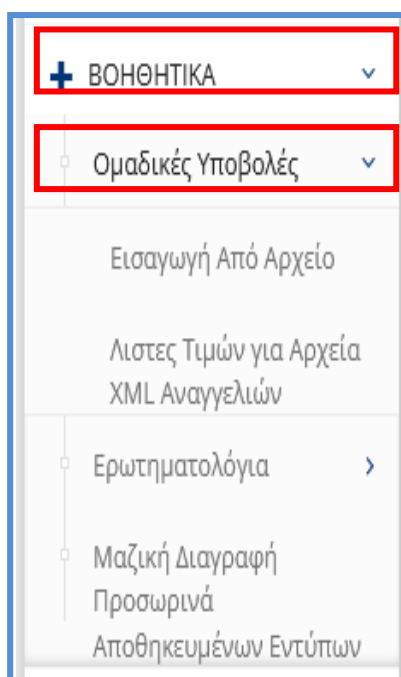 ΒΟΗΘΗΤΙΚΑ
Ομαδικές Υποβολές
Εισαγωγή Από Αρχείο
Λιστες Τιμών για Αρχεία
XML Αναγγελιών
Ερωτηματολόγια
Μαζική Διαγραφή
Προσωρινά
Αποθηκευμένων Εντύπων